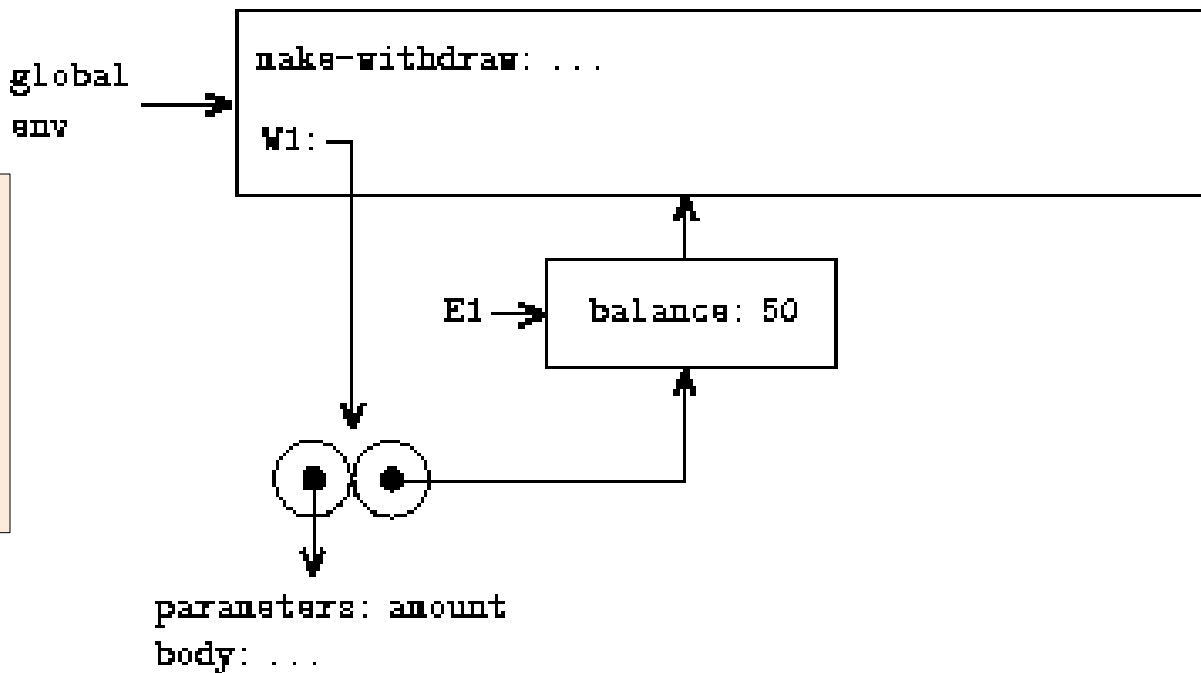 make-withdraw: ...
global
env
W1:
E1
balance: 50
parameters: amount
body: ...